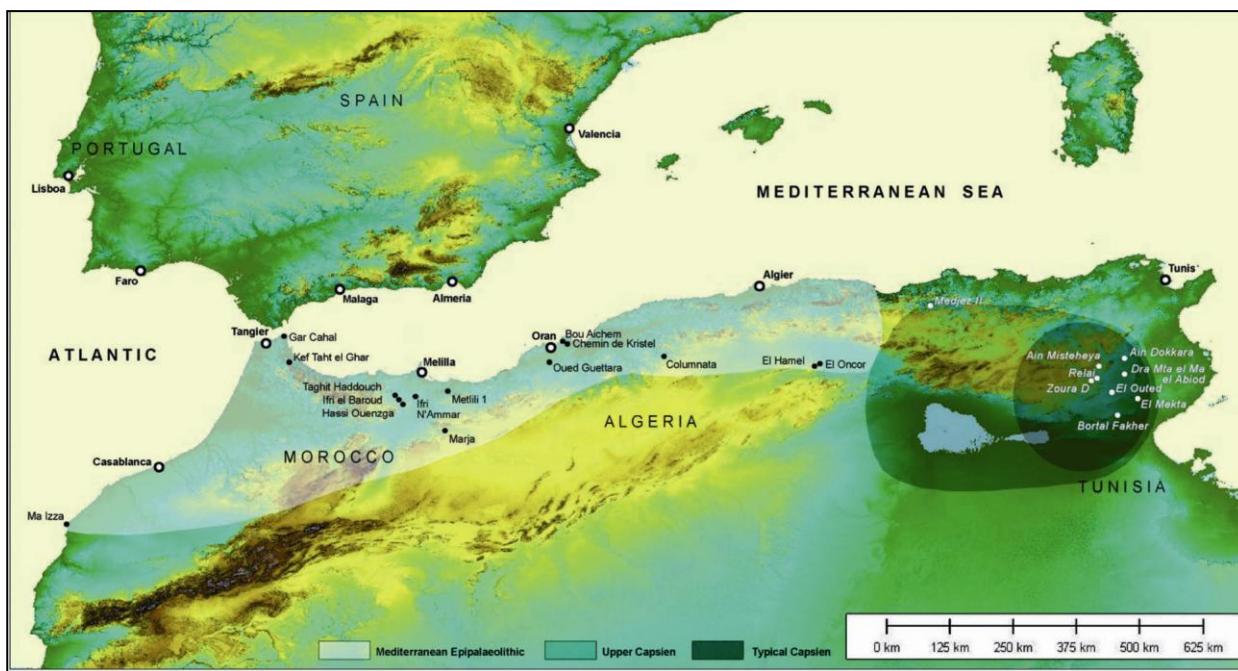 SPAIN
PORTUGAL
Valencia
Lisboa
MEDITERRANEAN SEA
Faro
Malaga
Almeria
Algier
Tunis
Tangier
Gar Cahal
ATLANTIC
Kef Taht el Ghar
Melilla
Oran
Bou Aichem
Chemin de Kristel
Oued Guettara
Columnata
El Hamel
El Oncor
Medjez II
Ain Misteheya
Ain Dokkara
Relai
Dra Mta el Ma
el Abiod
Zoura D
El Outed
El Mekta
Bortal Fakher
Taghit Haddouch
Ifri el Baroud
Hassi Ouenzga
Ifri
N'Ammar
Metlili 1
Marja
ALGERIA
MOROCCO
Casablanca
TUNISIA
Ma Izza
Mediterranean Epipalaeolithic
Upper Capsien
Typical Capsien
0 km 125 km 250 km 375 km 500 km 625 km